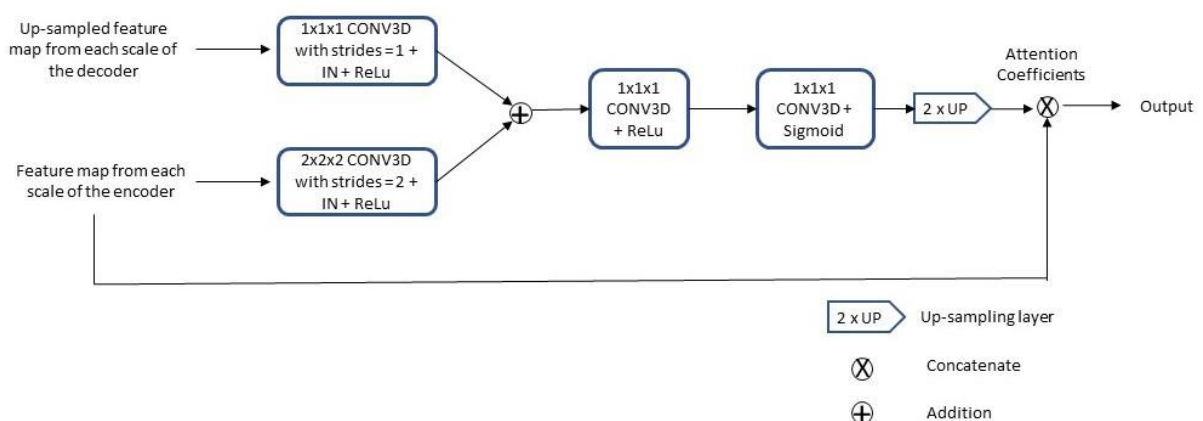 Up-sampled feature
map from each scale of
the decoder
1x1x1 CONV3D
with strides =1 +
IN + ReLu
Feature map from each
scale of the encoder
2x2x2 CONV3D
with strides =2 +
IN + ReLu
+
1x1x1
CONV3D
+ ReLu
1x1x1
CONV3D +
Sigmoid
2 x UP
Attention
Coefficients
X
Output
2 x UP
Up-sampling layer
X
Concatenate
+
Addition